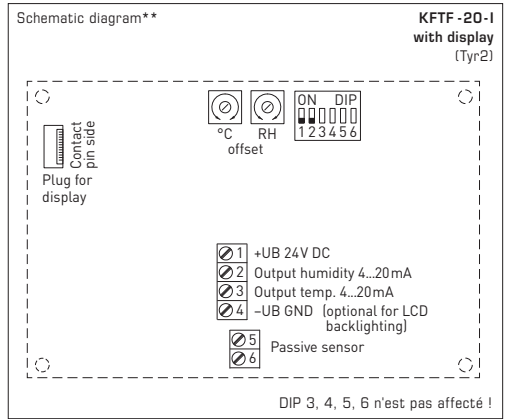 Schematic diagram**
KFTF - 20 - I
with display
(Tyr2)
ON DIP
1 2 3 4 5 6
°C RH
offset
Contact
pin side
Plug for
display
1 +UB 24V DC
2 Output humidity 4...20mA
3 Output temp. 4...20mA
4 –UB GND (optional for LCD
backlighting)
5
Passive sensor
6
DIP 3, 4, 5, 6 n'est pas affecté !